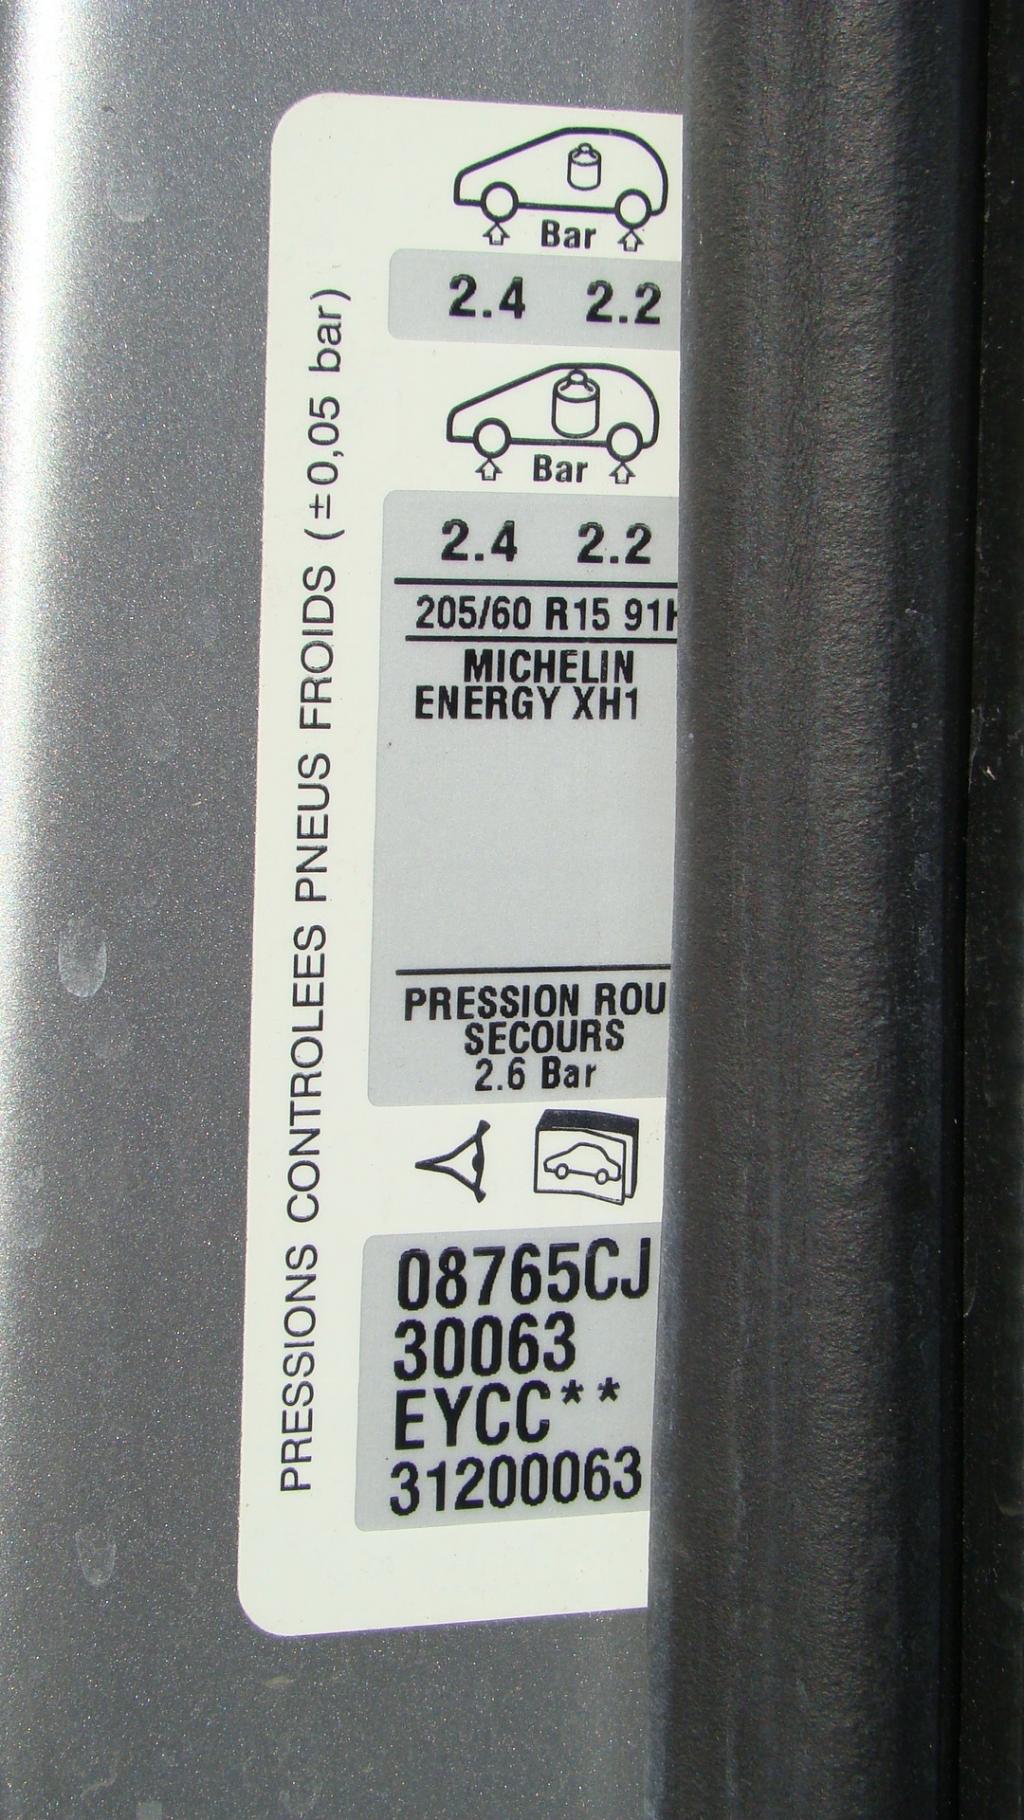 PRESSIONS CONTROLEES PNEUS FROIDS (±0,05 bar)
Bar
2.4 2.2
Bar
2.4 2.2
205/60 R15 91H
MICHELIN
ENERGY XH1
PRESSION ROU
SECOURS
2.6 Bar
08765CJ
30063
EYCC**
31200063